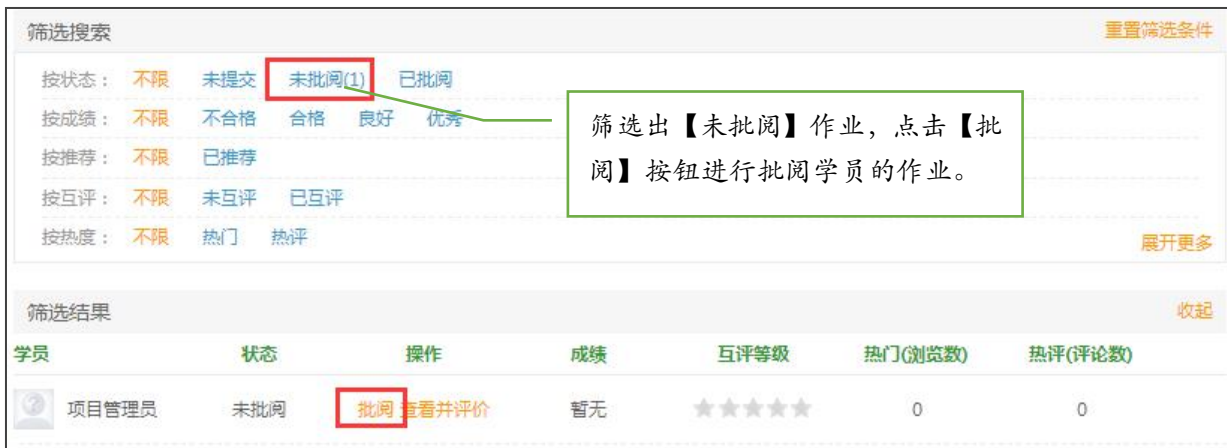 筛选搜索 重置筛选条件
按状态： 不限 未提交 未批阅(1) 已批阅
按成绩： 不限 不合格 合格 良好 优秀
按推荐： 不限 已推荐
按互评： 不限 未互评 已互评
按热度： 不限 热门 热评
展开更多
筛选出【未批阅】作业，点击【批
阅】按钮进行批阅学员的作业。
筛选结果 收起
学员 状态 操作 成绩 互评等级 热门(浏览数) 热评(评论数)
项目管理员 未批阅 批阅 查看并评价 暂无 0 0